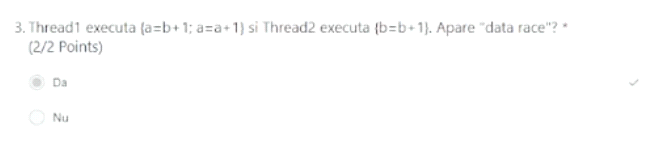 3. Thread1 executa {a=b+1; a=a+1} si Thread2 executa {b=b+1}. Apare "data race"? *
(2/2 Points)
Da
Nu